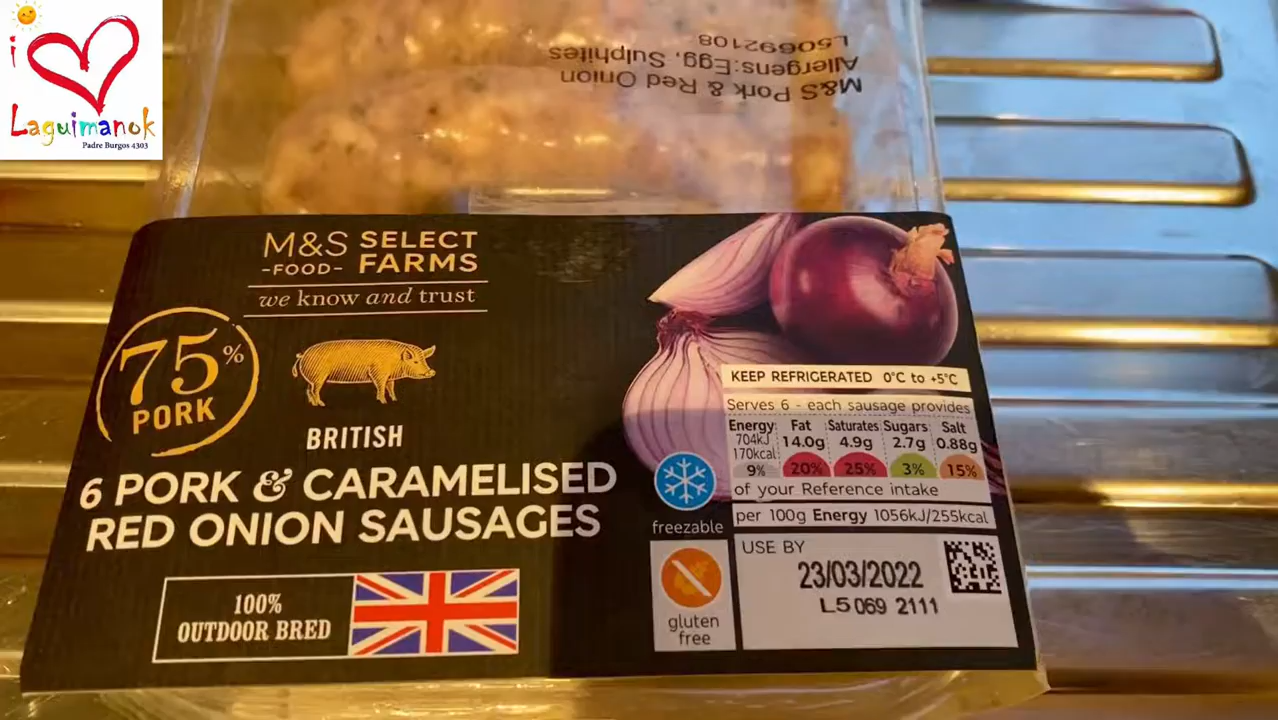 i
Laguimanok
Padre Burgos 4303
L50692108
Allergens:Egg, Sulphites
M&S Pork & Red Onion
M&S SELECT
-FOOD- FARMS
we know and trust
75%
PORK
BRITISH
6 PORK & CARAMELISED
RED ONION SAUSAGES
100%
OUTDOOR BRED
KEEP REFRIGERATED 0°C to +5°C
Serves 6 - each sausage provides
Energy Fat Saturates Sugars Salt
704kJ 14.0g 4.9g 2.7g 0.88g
170kcal
9% 20% 25% 3% 15%
of your Reference intake
per 100g Energy 1056kJ/255kcal
freezable
gluten
free
USE BY
23/03/2022
L5 069 2111